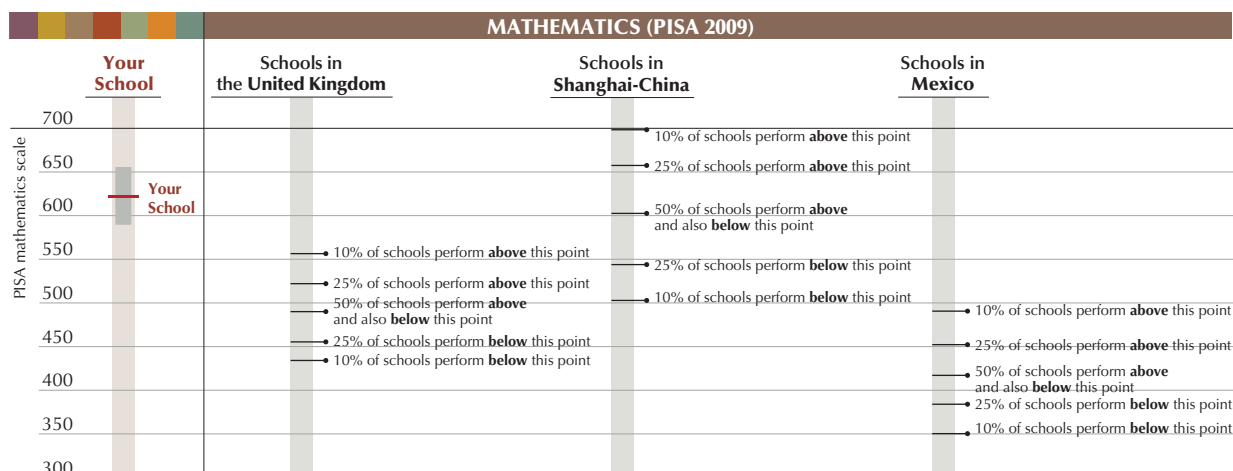 MATHEMATICS (PISA 2009)
Your
School
Schools in
the United Kingdom
Schools in
Shanghai-China
Schools in
Mexico
PISA mathematics scale
700
650
600
550
500
450
400
350
300
Your
School
10% of schools perform above this point
25% of schools perform above this point
50% of schools perform above
and also below this point
25% of schools perform below this point
10% of schools perform below this point
10% of schools perform above this point
25% of schools perform above this point
50% of schools perform above
and also below this point
25% of schools perform below this point
10% of schools perform below this point
10% of schools perform above this point
25% of schools perform above this point
50% of schools perform above
and also below this point
25% of schools perform below this point
10% of schools perform below this point